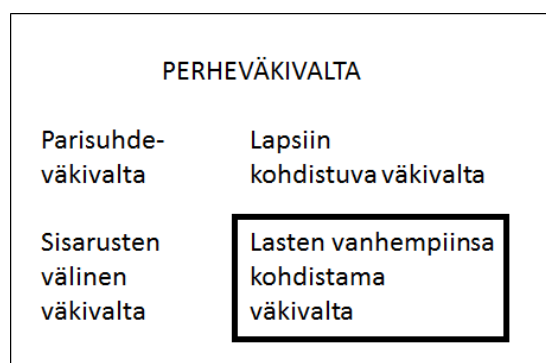 PERHEVÄKIVALTA
Parisuhde-
väkivalta
Lapsiin
kohdistuva väkivalta
Sisarusten
välinen
väkivalta
Lasten vanhempiinsa
kohdistama
väkivalta